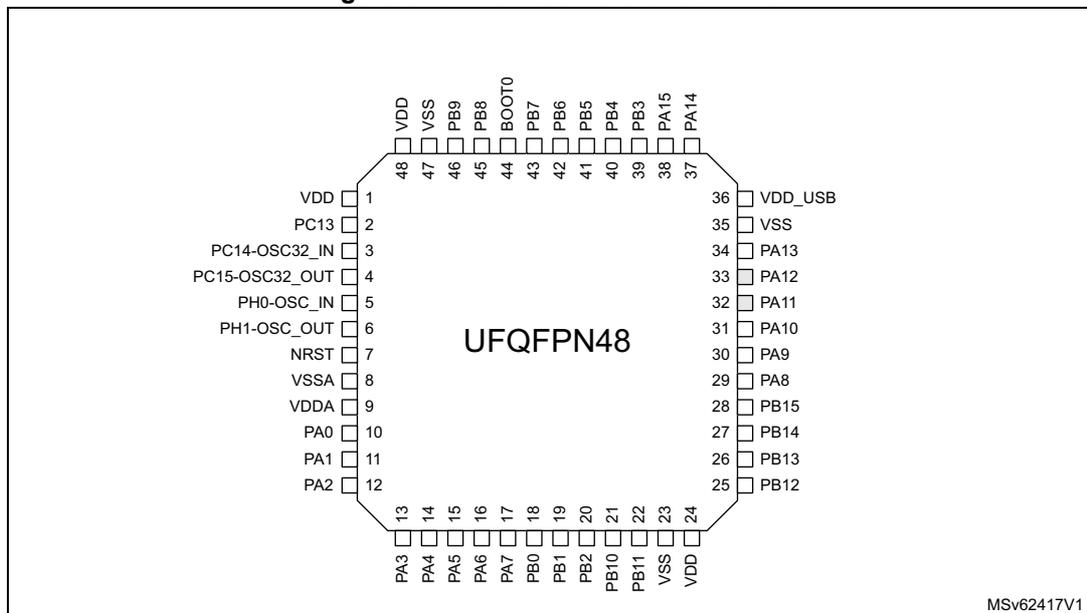 48 VDD
47 VSS
46 PB9
45 PB8
44 BOOT0
43 PB7
42 PB6
41 PB5
40 PB4
39 PB3
38 PA15
37 PA14
VDD 1
PC13 2
PC14-OSC32_IN 3
PC15-OSC32_OUT 4
PH0-OSC_IN 5
PH1-OSC_OUT 6
NRST 7
VSSA 8
VDDA 9
PA0 10
PA1 11
PA2 12
UFQFPN48
36 VDD_USB
35 VSS
34 PA13
33 PA12
32 PA11
31 PA10
30 PA9
29 PA8
28 PB15
27 PB14
26 PB13
25 PB12
PA3 13
PA4 14
PA5 15
PA6 16
PA7 17
PB0 18
PB1 19
PB2 20
PB10 21
PB11 22
VSS 23
VDD 24
MSv62417V1